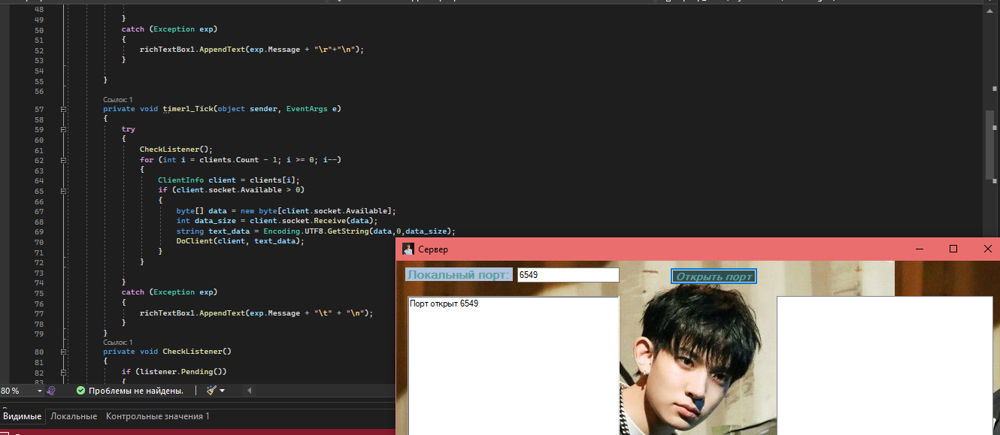 48
49 }
50 catch (Exception exp)
51 {
52 richTextBox1.AppendText(exp.Message + "\r"+"\n");
53 }
54
55 }
56
Ссылок: 1
57 private void timer1_Tick(object sender, EventArgs e)
58 {
59 try
60 {
61 CheckListener();
62 for (int i = clients.Count - 1; i >= 0; i--)
63 {
64 ClientInfo client = clients[i];
65 if (client.socket.Available > 0)
66 {
67 byte[] data = new byte[client.socket.Available];
68 int data_size = client.socket.Receive(data);
69 string text_data = Encoding.UTF8.GetString(data,0,data_size);
70 DoClient(client, text_data);
71 }
72 }
73
74 }
75 catch (Exception exp)
76 {
77 richTextBox1.AppendText(exp.Message + "\t" + "\n");
78 }
79 }
Ссылок: 1
80 private void CheckListener()
81 {
82 if (listener.Pending())
83 {
80 %
Проблемы не найдены.
Видимые Локальные Контрольные значения 1
Сервер
Локальный порт: 6549 Открыть порт
Порт открыт 6549